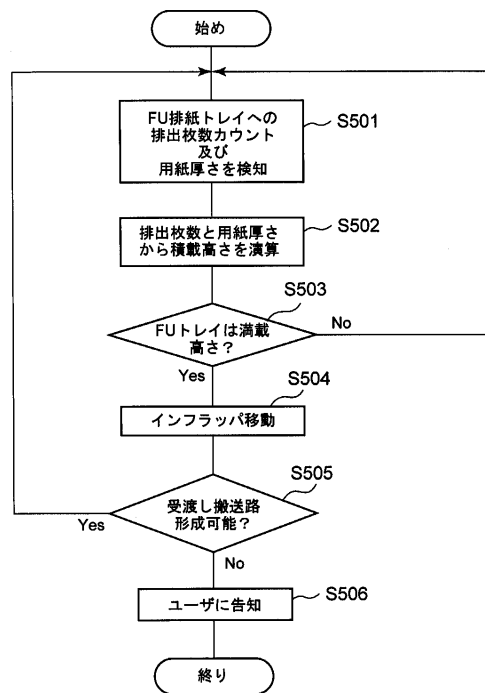 始め
FU排紙トレイへの
排出枚数カウント
及び
用紙厚さを検知
S501
排出枚数と用紙厚さ
から積載高さを演算
S502
S503
FUトレイは満載
高さ？
No
Yes
S504
インフラッパ移動
S505
受渡し搬送路
形成可能？
Yes
No
ユーザに告知
S506
終り